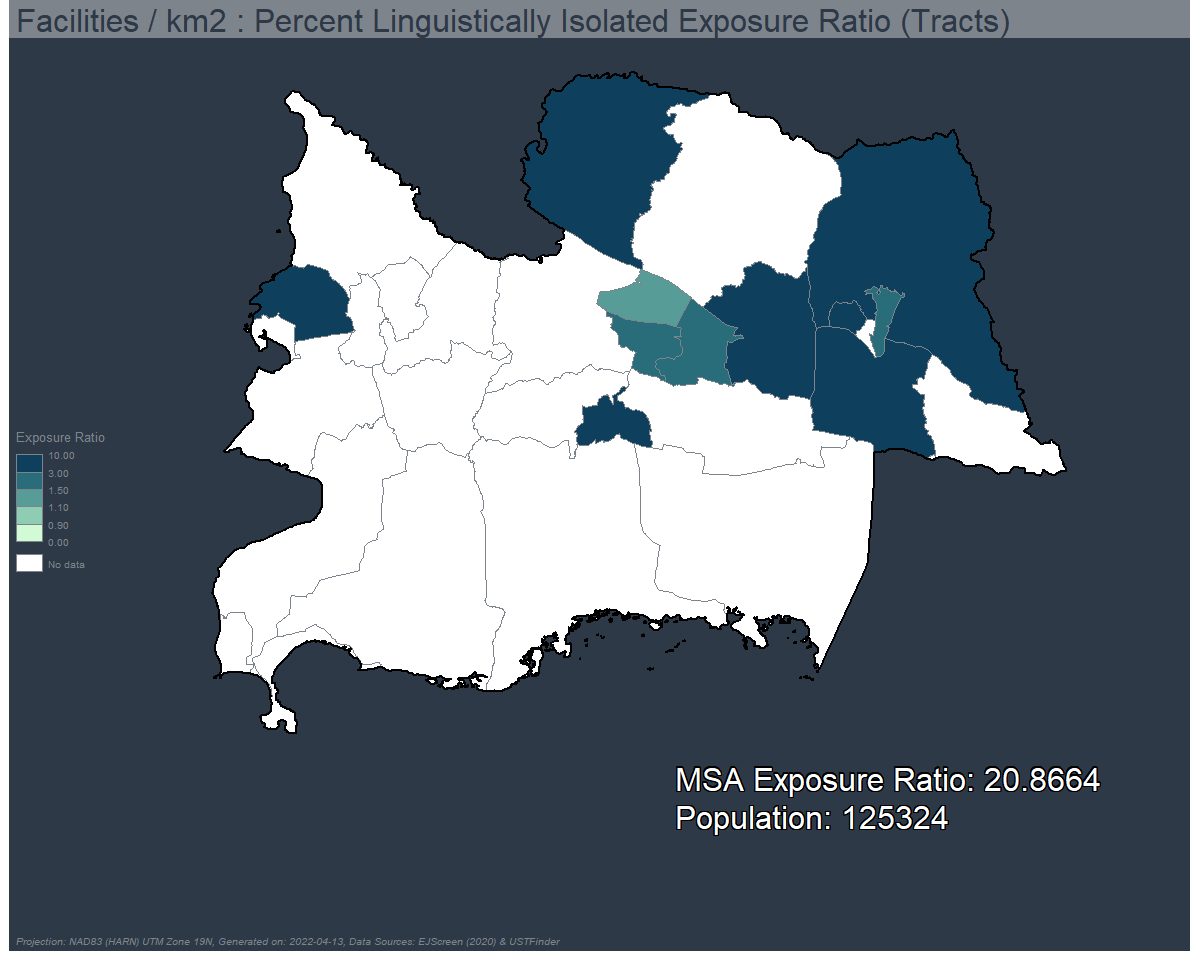 Facilities / km2 : Percent Linguistically Isolated Exposure Ratio (Tracts)
Exposure Ratio
10.00
3.00
1.50
1.10
0.90
0.00
No data
MSA Exposure Ratio: 20.8664
Population: 125324
Projection: NAD83 (HARN) UTM Zone 19N, Generated on: 2022-04-13, Data Sources: EJScreen (2020) & USTFinder